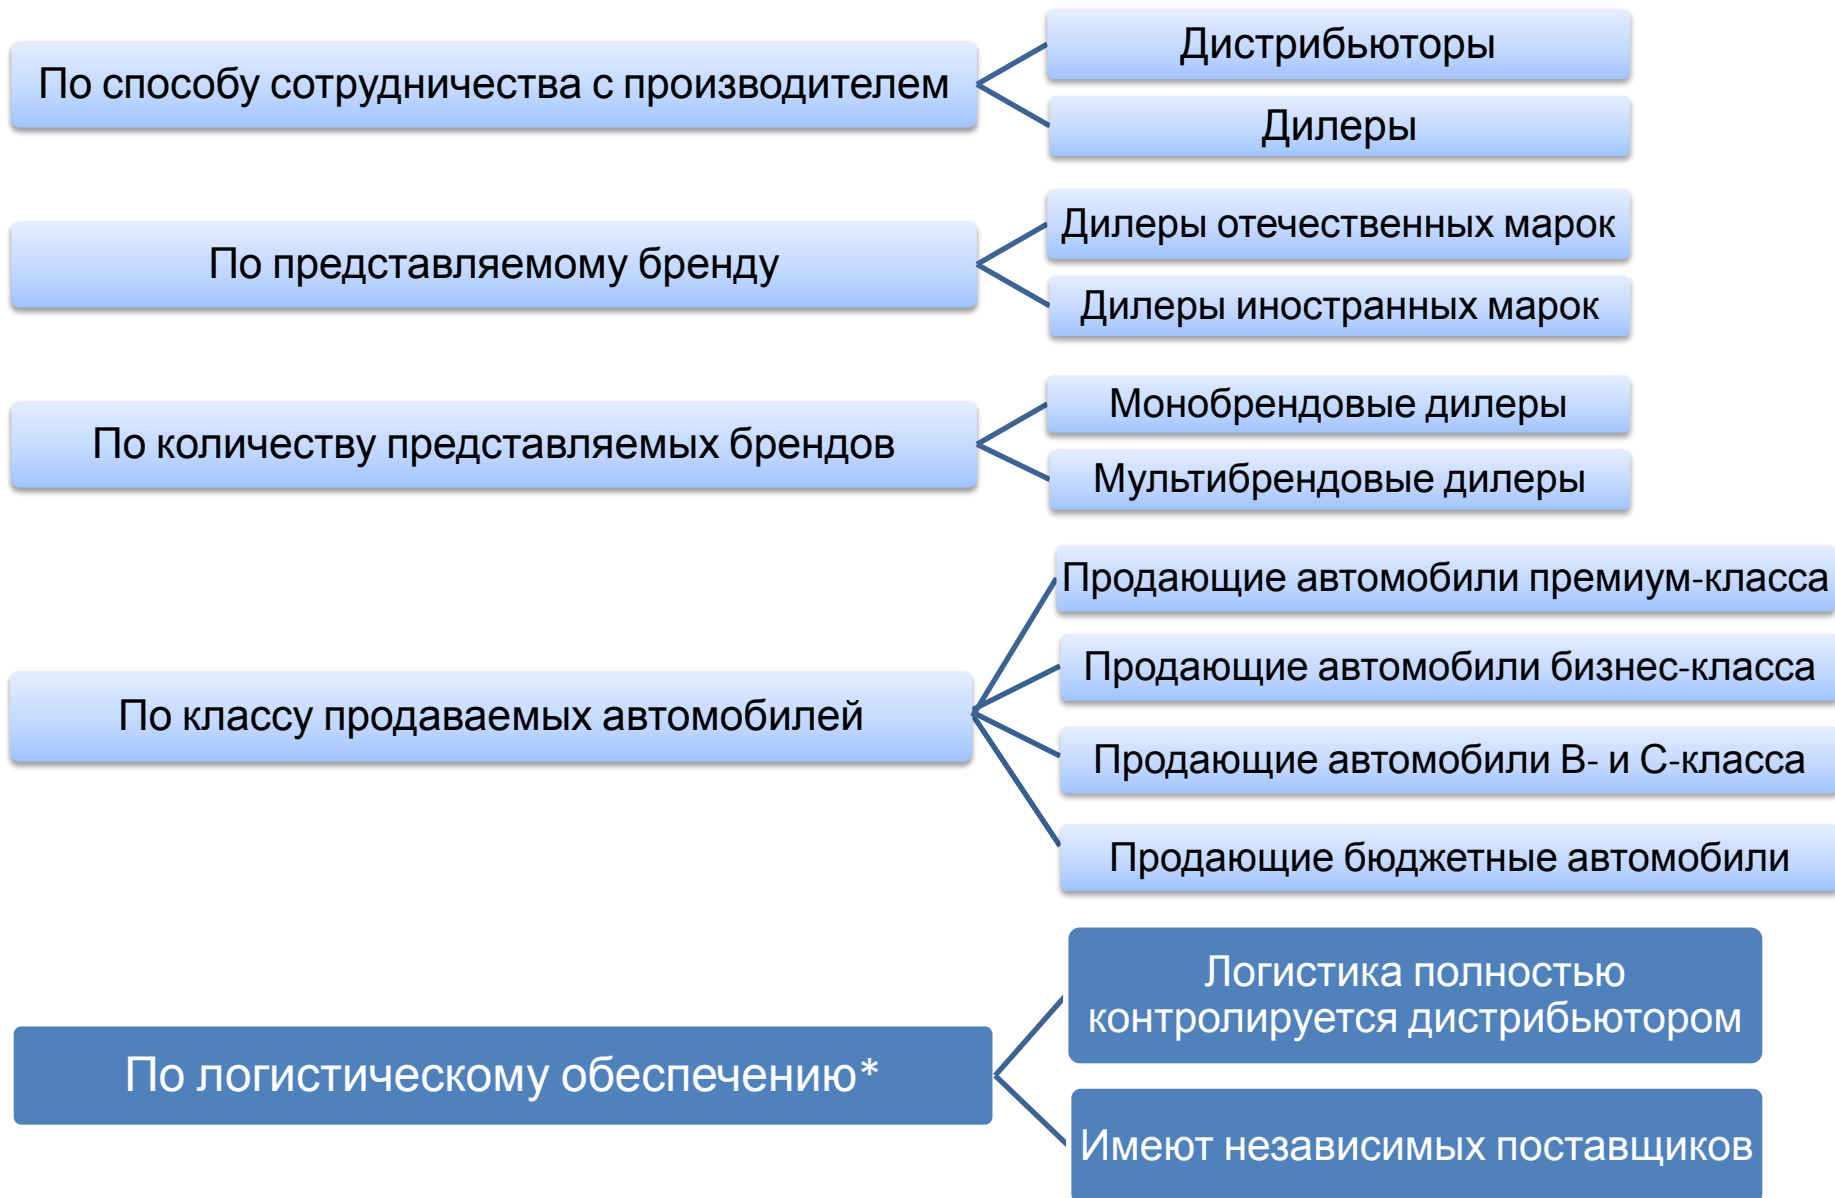 По способу сотрудничества с производителем
Дистрибьюторы
Дилеры
По представляемому бренду
Дилеры отечественных марок
Дилеры иностранных марок
По количеству представляемых брендов
Монобрендовые дилеры
Мультибрендовые дилеры
По классу продаваемых автомобилей
Продающие автомобили премиум-класса
Продающие автомобили бизнес-класса
Продающие автомобили B- и C-класса
Продающие бюджетные автомобили
По логистическому обеспечению*
Логистика полностью
контролируется дистрибьютором
Имеют независимых поставщиков